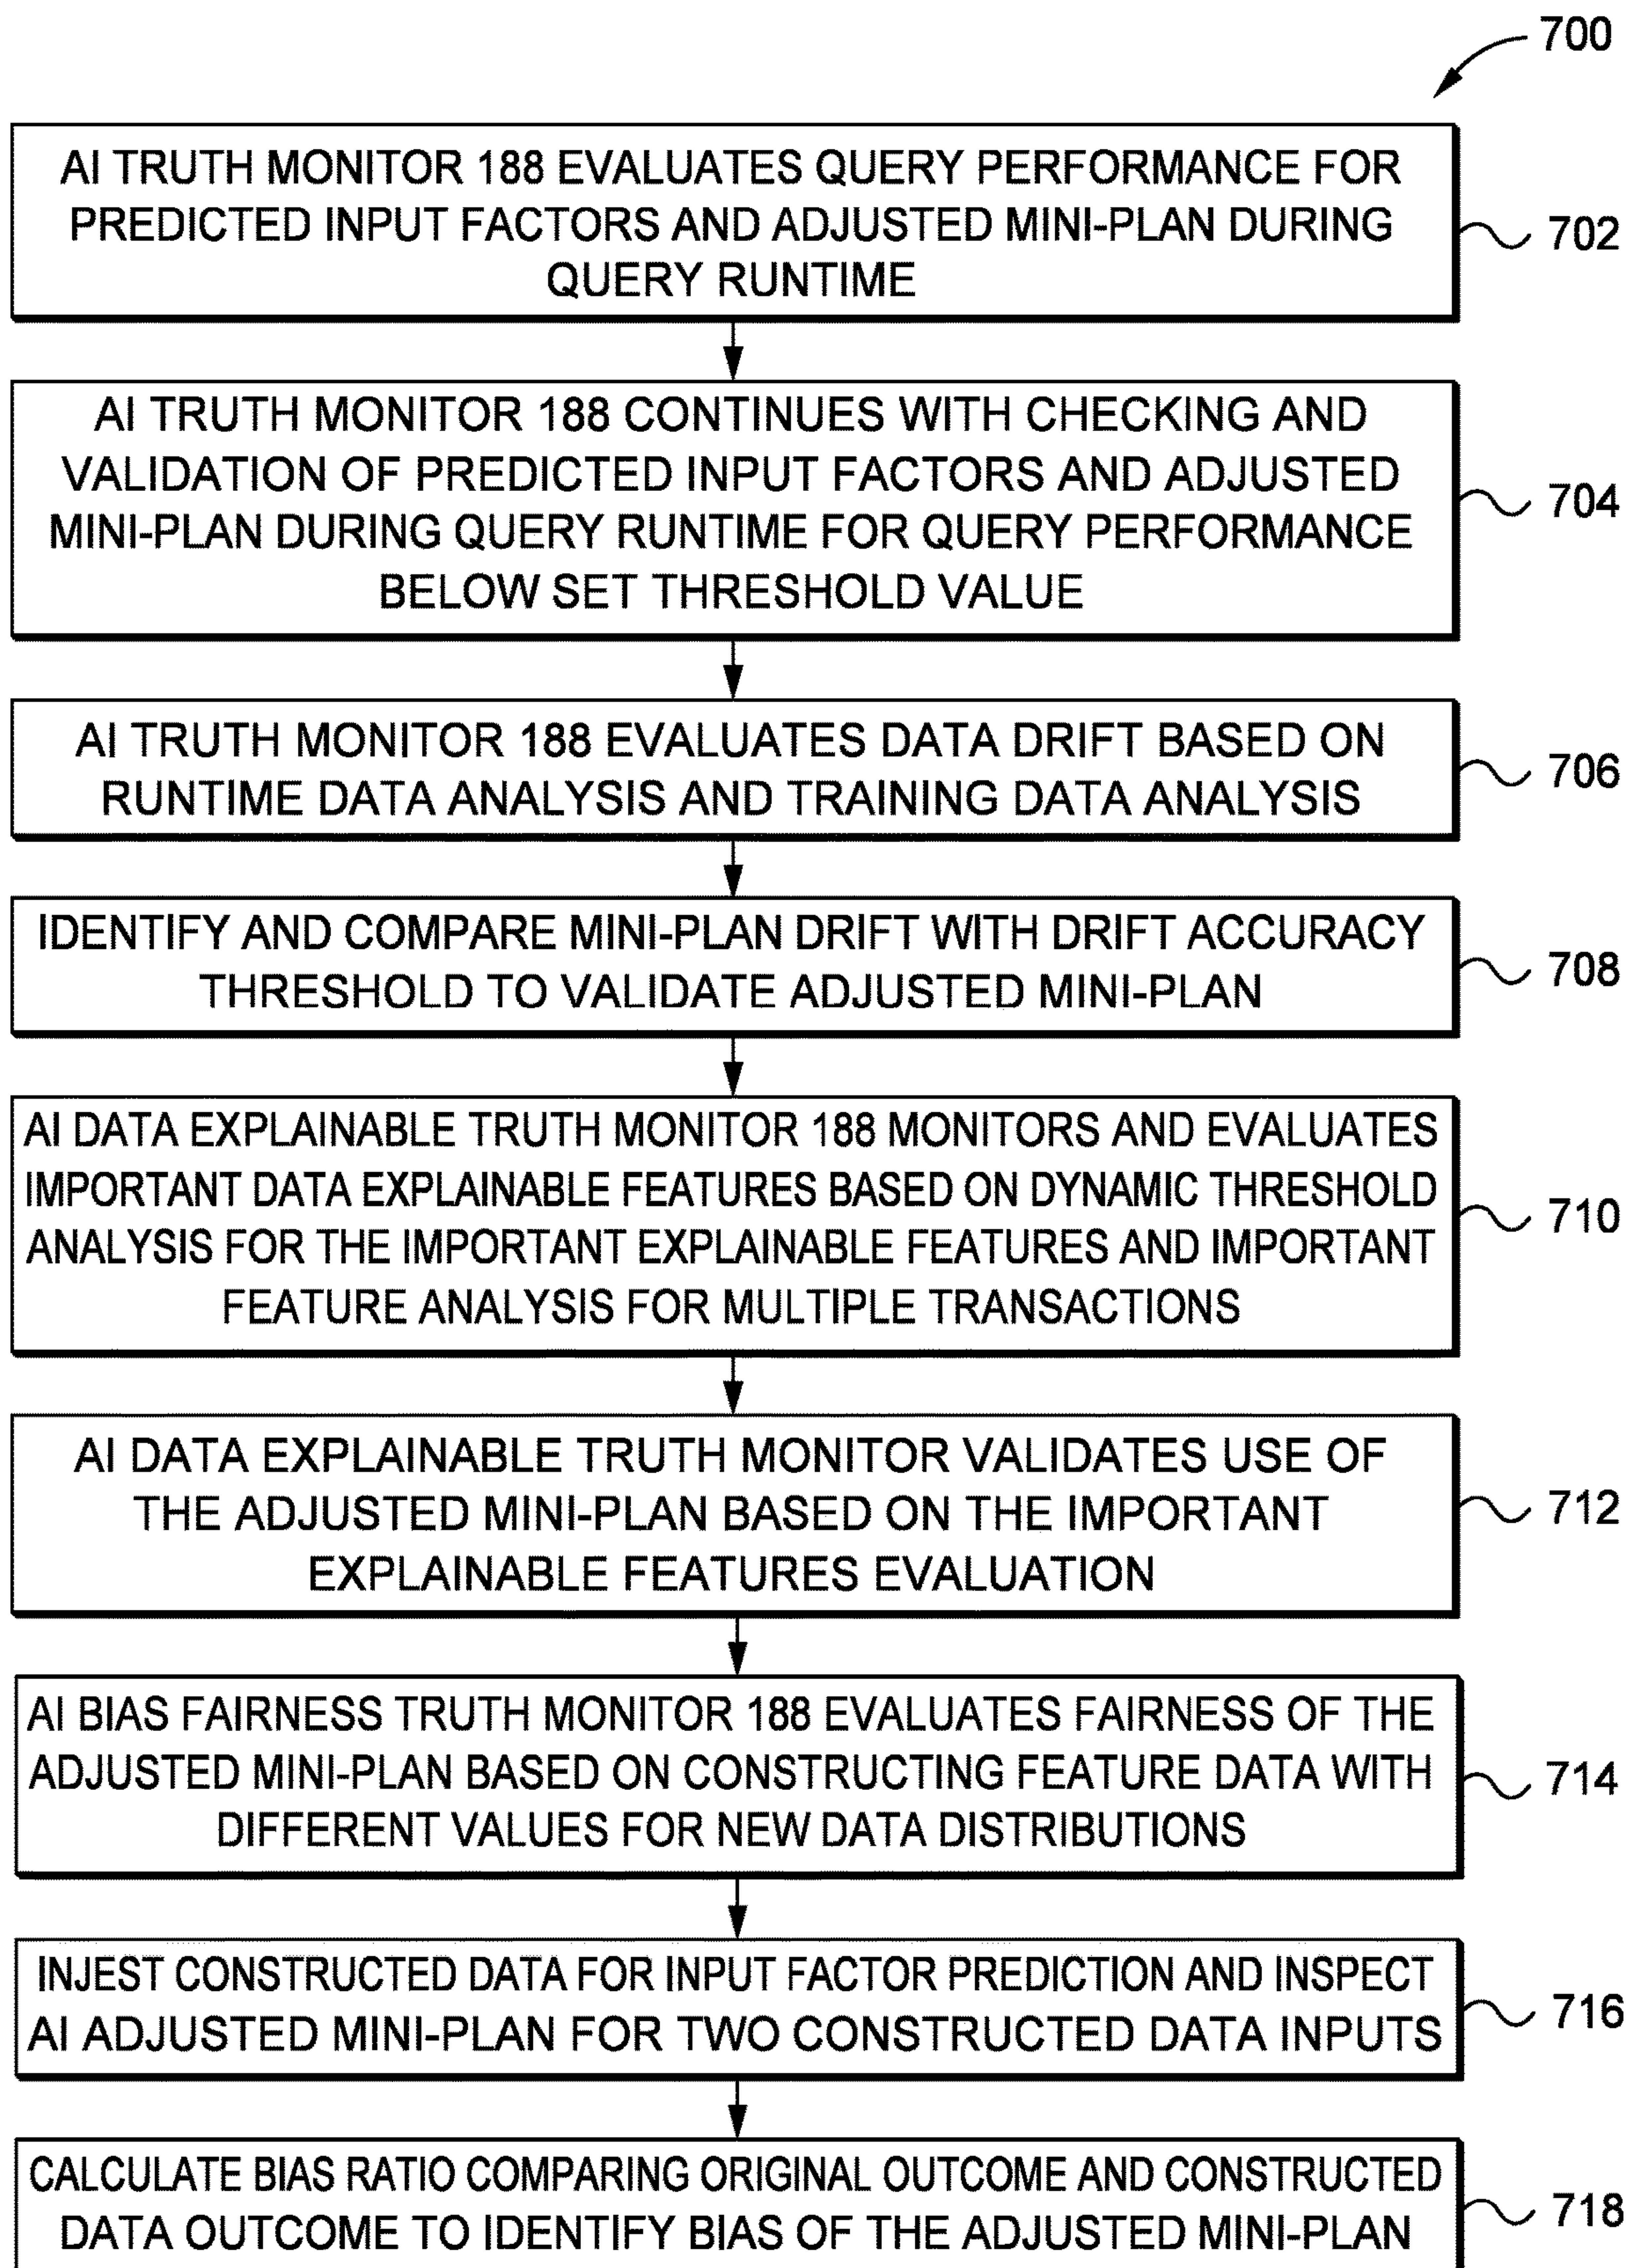 700
AI TRUTH MONITOR 188 EVALUATES QUERY PERFORMANCE FOR
PREDICTED INPUT FACTORS AND ADJUSTED MINI-PLAN DURING
QUERY RUNTIME
702
AI TRUTH MONITOR 188 CONTINUES WITH CHECKING AND
VALIDATION OF PREDICTED INPUT FACTORS AND ADJUSTED
MINI-PLAN DURING QUERY RUNTIME FOR QUERY PERFORMANCE
BELOW SET THRESHOLD VALUE
704
AI TRUTH MONITOR 188 EVALUATES DATA DRIFT BASED ON
RUNTIME DATA ANALYSIS AND TRAINING DATA ANALYSIS
706
IDENTIFY AND COMPARE MINI-PLAN DRIFT WITH DRIFT ACCURACY
THRESHOLD TO VALIDATE ADJUSTED MINI-PLAN
708
AI DATA EXPLAINABLE TRUTH MONITOR 188 MONITORS AND EVALUATES
IMPORTANT DATA EXPLAINABLE FEATURES BASED ON DYNAMIC THRESHOLD
ANALYSIS FOR THE IMPORTANT EXPLAINABLE FEATURES AND IMPORTANT
FEATURE ANALYSIS FOR MULTIPLE TRANSACTIONS
710
AI DATA EXPLAINABLE TRUTH MONITOR VALIDATES USE OF
THE ADJUSTED MINI-PLAN BASED ON THE IMPORTANT
EXPLAINABLE FEATURES EVALUATION
712
AI BIAS FAIRNESS TRUTH MONITOR 188 EVALUATES FAIRNESS OF THE
ADJUSTED MINI-PLAN BASED ON CONSTRUCTING FEATURE DATA WITH
DIFFERENT VALUES FOR NEW DATA DISTRIBUTIONS
714
INJEST CONSTRUCTED DATA FOR INPUT FACTOR PREDICTION AND INSPECT
AI ADJUSTED MINI-PLAN FOR TWO CONSTRUCTED DATA INPUTS
716
CALCULATE BIAS RATIO COMPARING ORIGINAL OUTCOME AND CONSTRUCTED
DATA OUTCOME TO IDENTIFY BIAS OF THE ADJUSTED MINI-PLAN
718